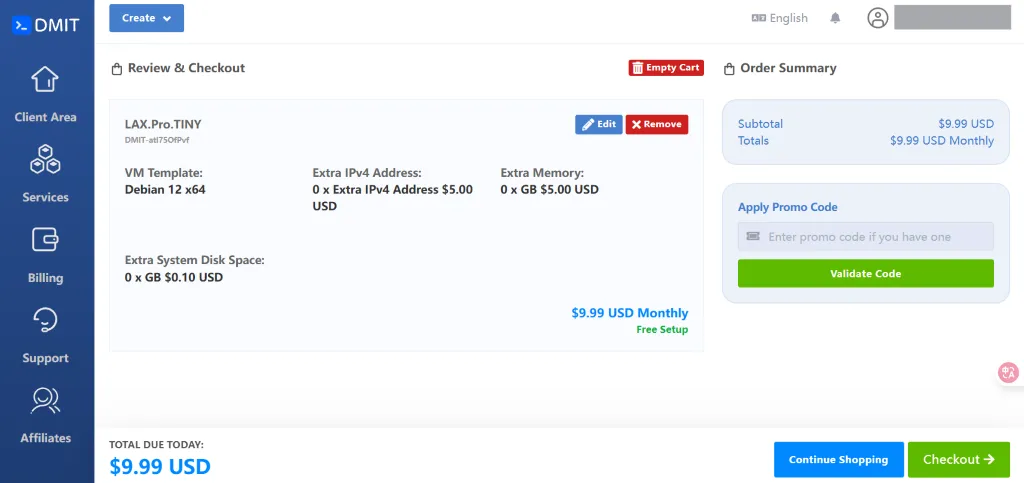 DMIT
Create
English
Client Area
Services
Billing
Support
Affiliates
Review & Checkout
Empty Cart
LAX.Pro.TINY
DMIT-atI75OfPvf
Edit
Remove
VM Template:
Debian 12 x64
Extra IPv4 Address:
0 x Extra IPv4 Address $5.00
USD
Extra Memory:
0 x GB $5.00 USD
Extra System Disk Space:
0 x GB $0.10 USD
$9.99 USD Monthly
Free Setup
Order Summary
Subtotal $9.99 USD
Totals $9.99 USD Monthly
Apply Promo Code
Enter promo code if you have one
Validate Code
TOTAL DUE TODAY:
$9.99 USD
Continue Shopping
Checkout